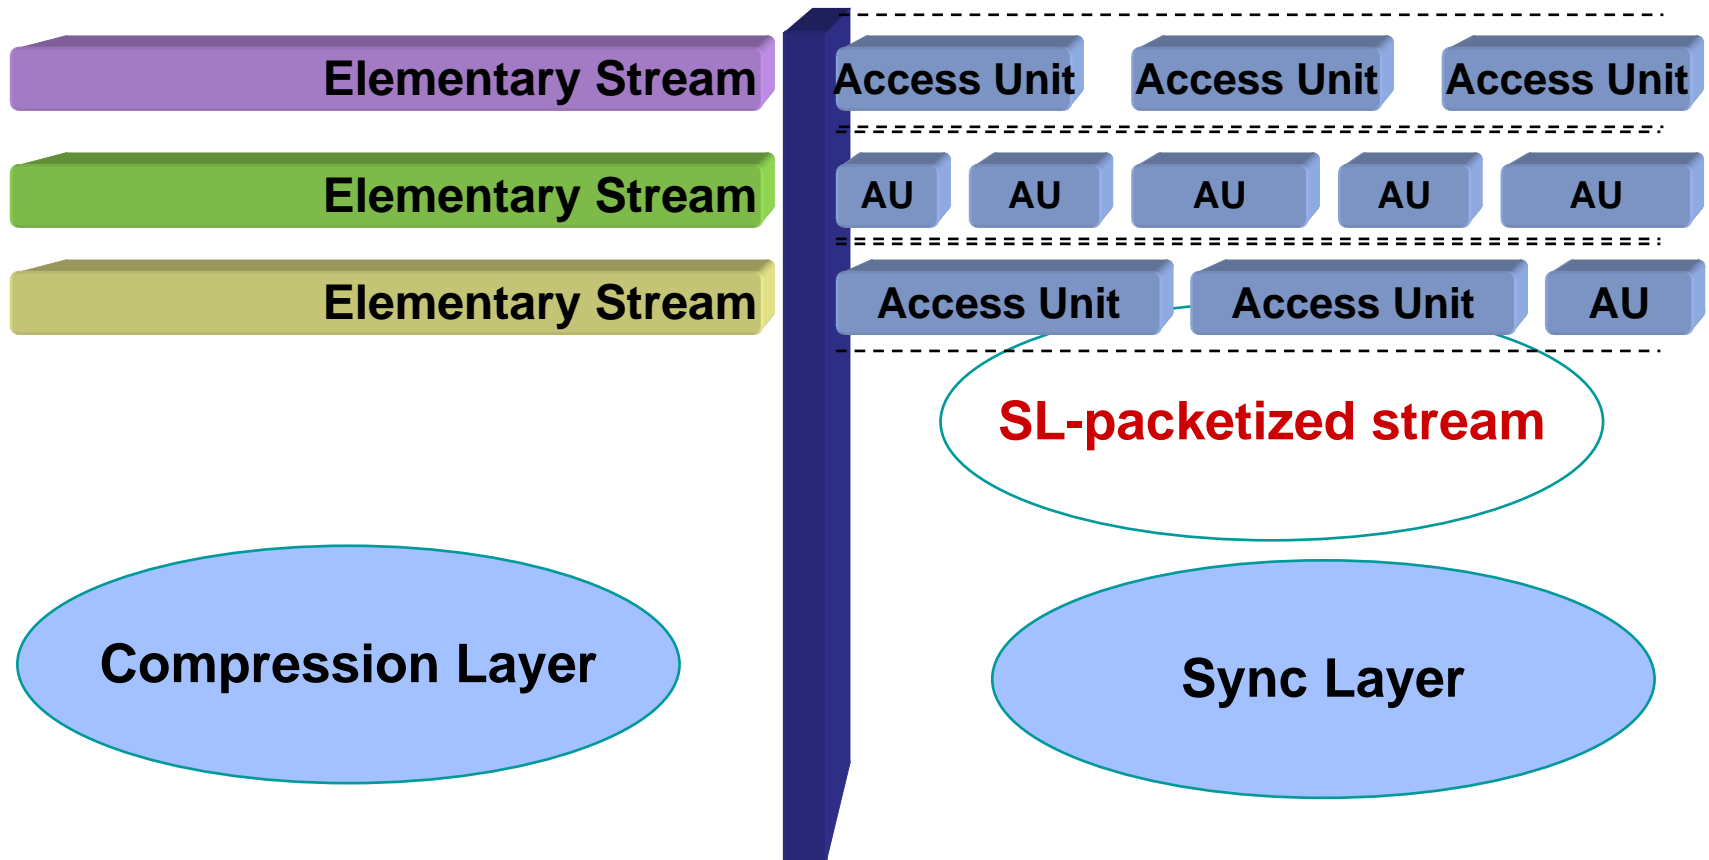 Elementary Stream Access Unit Access Unit Access Unit
Elementary Stream AU AU AU AU AU
Elementary Stream Access Unit Access Unit AU
SL-packetized stream
Compression Layer
Sync Layer